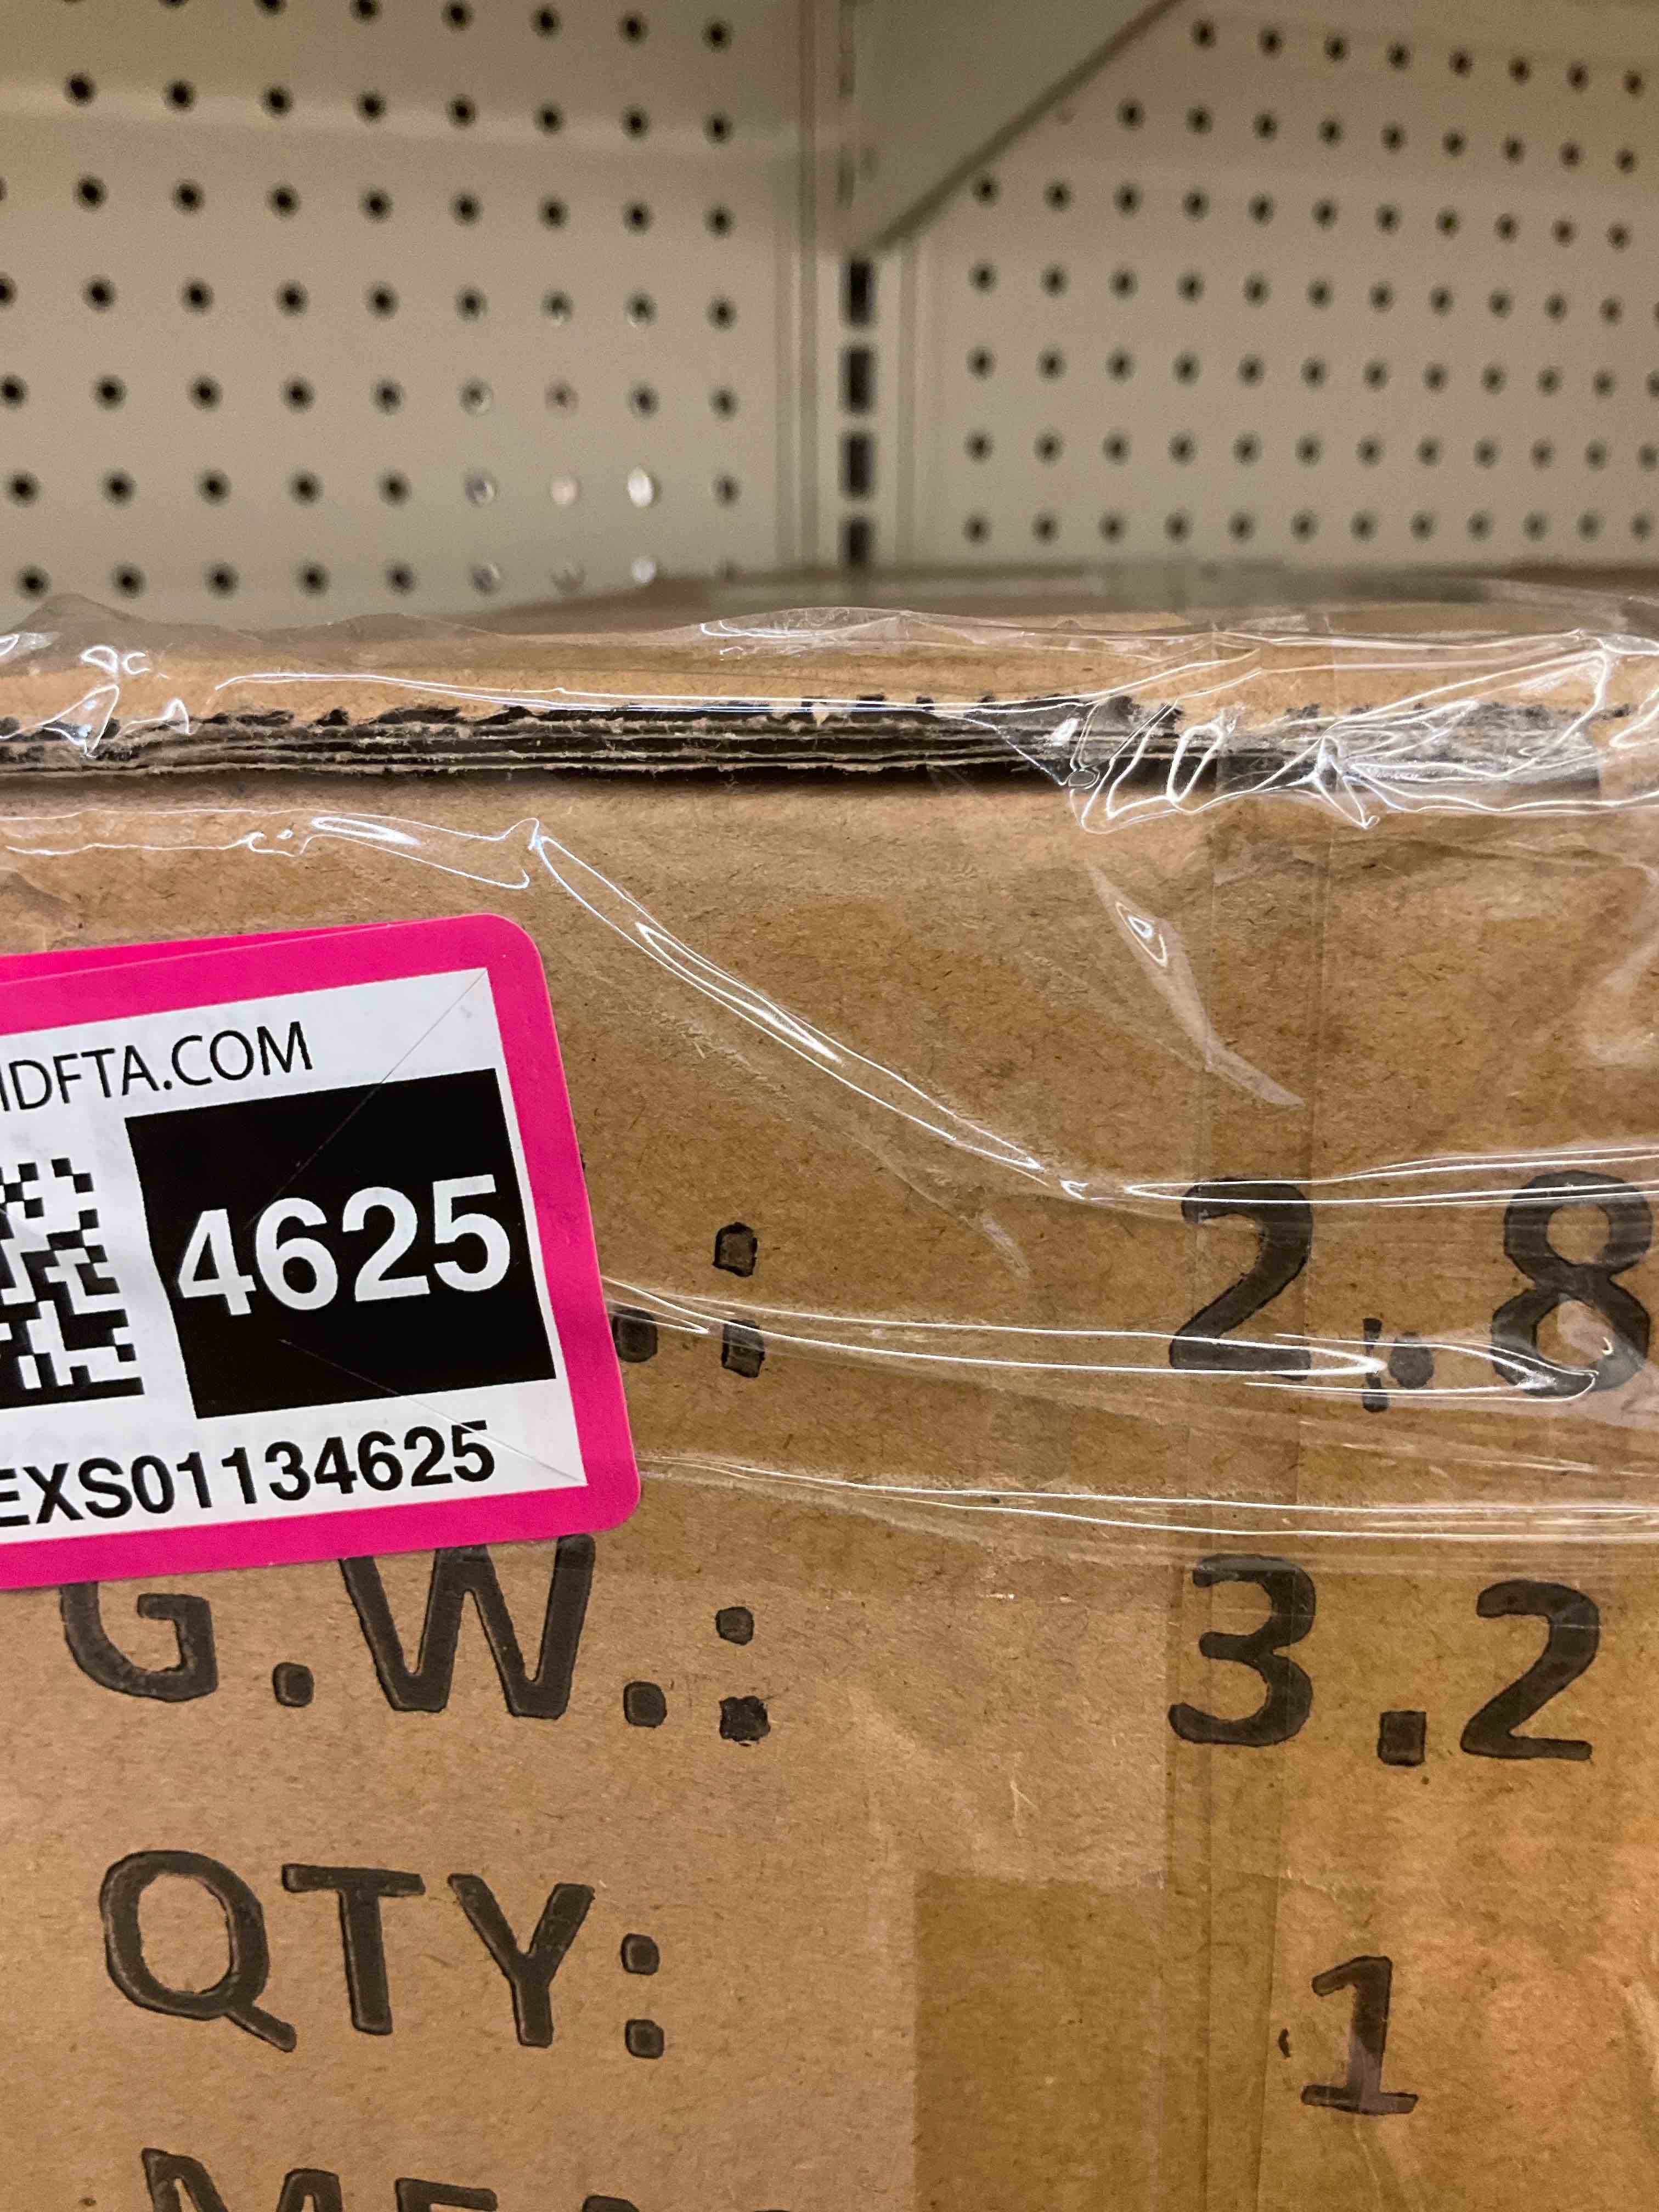 IDFTA.COM
4625
EXS01134625
.: 2.8
G.W.: 3.2
QTY: 1